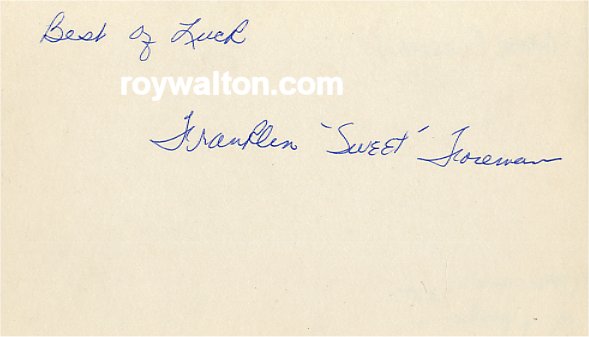 Best of Luck
roywalton.com
Franklin "Sweet" Foreman